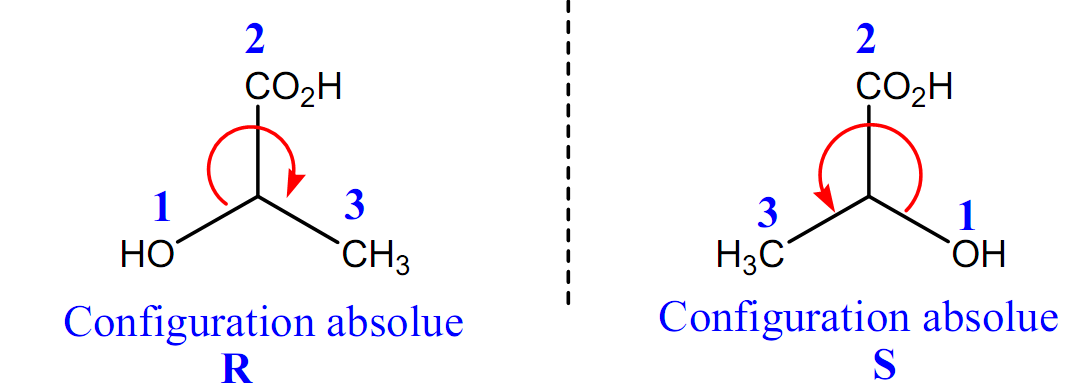 2
CO₂H
1
3
HO
CH₃
Configuration absolue
R
2
CO₂H
3
1
H₃C
OH
Configuration absolue
S